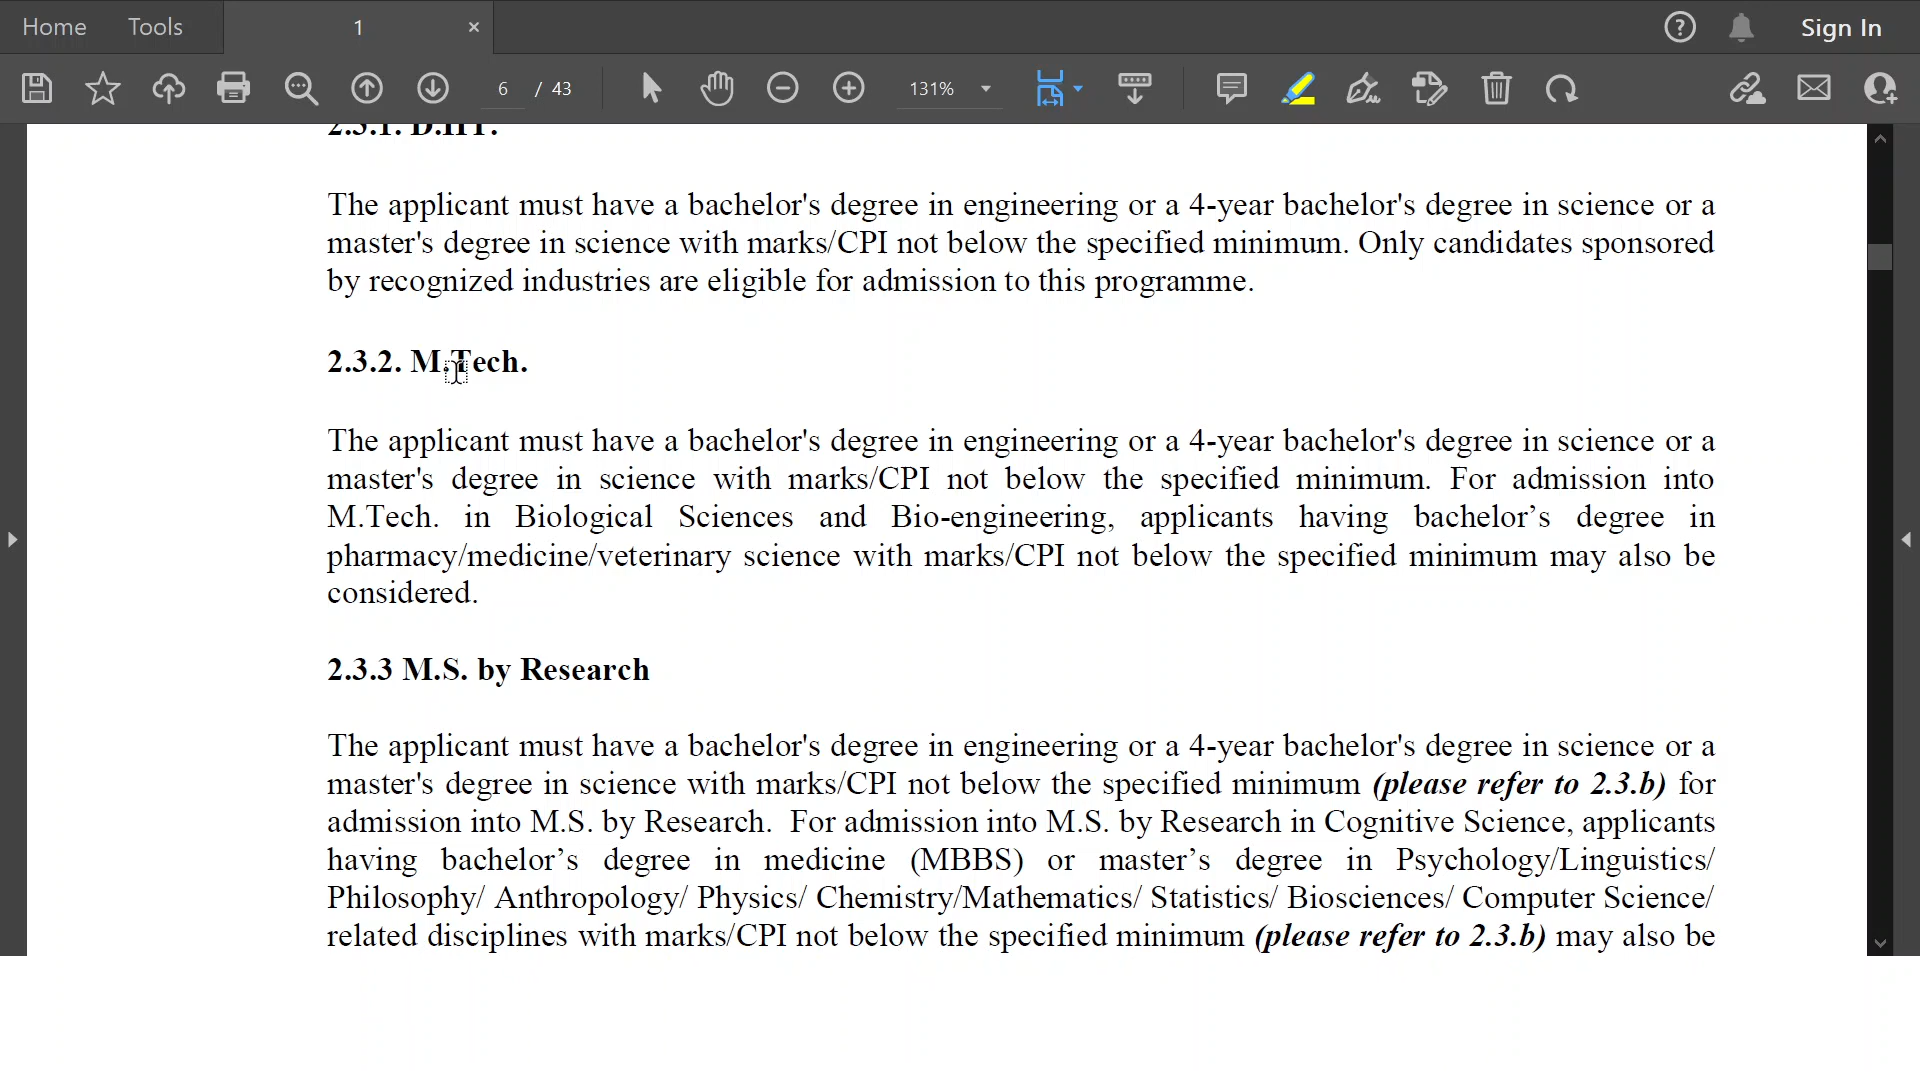 Home Tools 1 × Sign In
6 / 43 131%
The applicant must have a bachelor's degree in engineering or a 4-year bachelor's degree in science or a
master's degree in science with marks/CPI not below the specified minimum. Only candidates sponsored
by recognized industries are eligible for admission to this programme.
2.3.2. M.Tech.
The applicant must have a bachelor's degree in engineering or a 4-year bachelor's degree in science or a
master's degree in science with marks/CPI not below the specified minimum. For admission into
M.Tech. in Biological Sciences and Bio-engineering, applicants having bachelor’s degree in
pharmacy/medicine/veterinary science with marks/CPI not below the specified minimum may also be
considered.
2.3.3 M.S. by Research
The applicant must have a bachelor's degree in engineering or a 4-year bachelor's degree in science or a
master's degree in science with marks/CPI not below the specified minimum (please refer to 2.3.b) for
admission into M.S. by Research. For admission into M.S. by Research in Cognitive Science, applicants
having bachelor’s degree in medicine (MBBS) or master’s degree in Psychology/Linguistics/
Philosophy/ Anthropology/ Physics/ Chemistry/Mathematics/ Statistics/ Biosciences/ Computer Science/
related disciplines with marks/CPI not below the specified minimum (please refer to 2.3.b) may also be